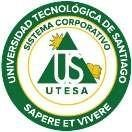 UNIVERSIDAD TECNOLÓGICA DE SANTIAGO
SISTEMA CORPORATIVO
US
UTESA
SAPERE ET VIVERE